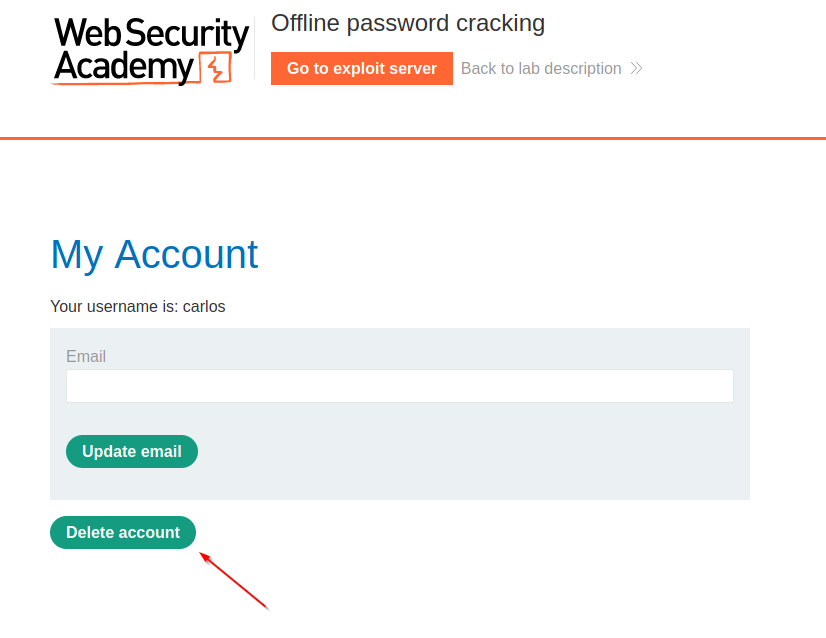 Web Security
Academy
Offline password cracking
Go to exploit server
Back to lab description
My Account
Your username is: carlos
Email
Update email
Delete account